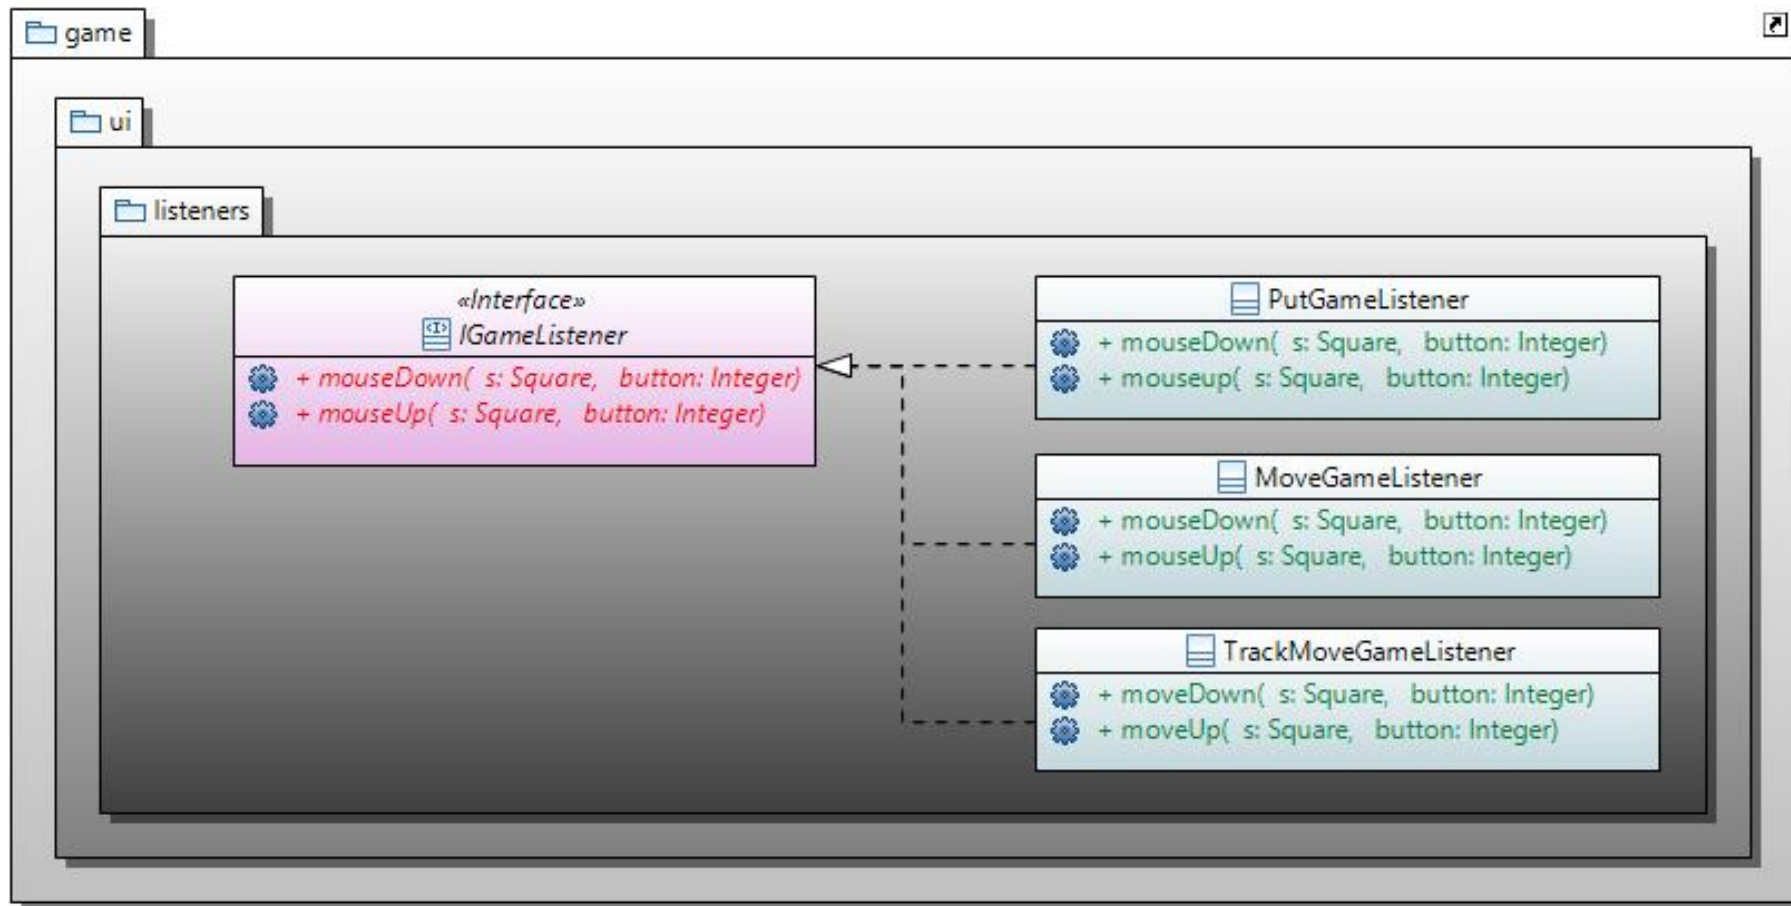 game
ui
listeners
«Interface»
IGameListener
+ mouseDown( s: Square, button: Integer)
+ mouseUp( s: Square, button: Integer)
PutGameListener
+ mouseDown( s: Square, button: Integer)
+ mouseup( s: Square, button: Integer)
MoveGameListener
+ mouseDown( s: Square, button: Integer)
+ mouseUp( s: Square, button: Integer)
TrackMoveGameListener
+ moveDown( s: Square, button: Integer)
+ moveUp( s: Square, button: Integer)